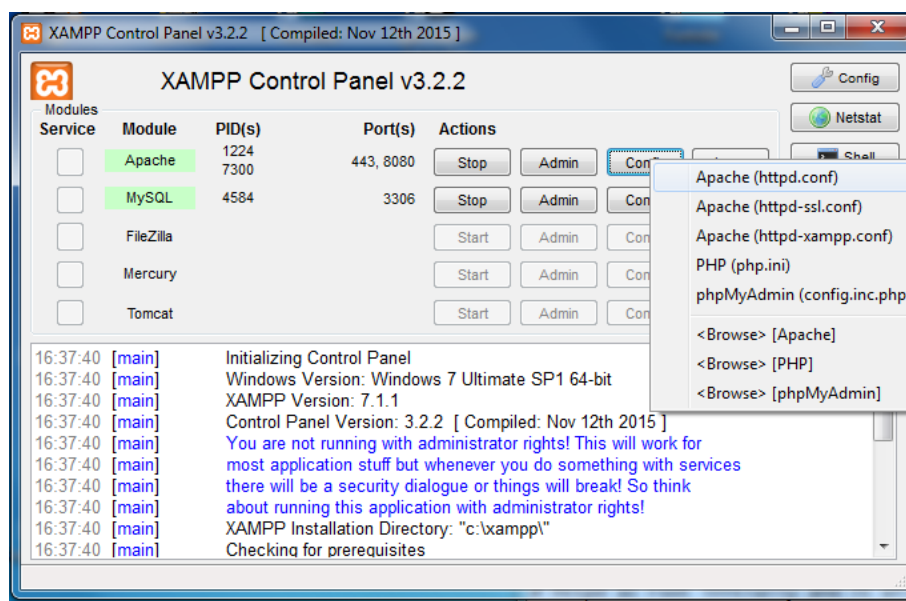 XAMPP Control Panel v3.2.2 [ Compiled: Nov 12th 2015 ]
XAMPP Control Panel v3.2.2
Config
Netstat
Shell
Modules
Service Module PID(s) Port(s) Actions
Apache 1224 7300 443, 8080 Stop Admin
MySQL 4584 3306 Stop Admin
FileZilla Start Admin
Mercury Start Admin
Tomcat Start Admin
Apache (httpd.conf)
Apache (httpd-ssl.conf)
Apache (httpd-xampp.conf)
PHP (php.ini)
phpMyAdmin (config.inc.php
<Browse> [Apache]
<Browse> [PHP]
<Browse> [phpMyAdmin]
16:37:40 [main] Initializing Control Panel
16:37:40 [main] Windows Version: Windows 7 Ultimate SP1 64-bit
16:37:40 [main] XAMPP Version: 7.1.1
16:37:40 [main] Control Panel Version: 3.2.2 [ Compiled: Nov 12th 2015 ]
16:37:40 [main] You are not running with administrator rights! This will work for
16:37:40 [main] most application stuff but whenever you do something with services
16:37:40 [main] there will be a security dialogue or things will break! So think
16:37:40 [main] about running this application with administrator rights!
16:37:40 [main] XAMPP Installation Directory: "c:\xampp\"
16:37:40 [main] Checking for prerequisites